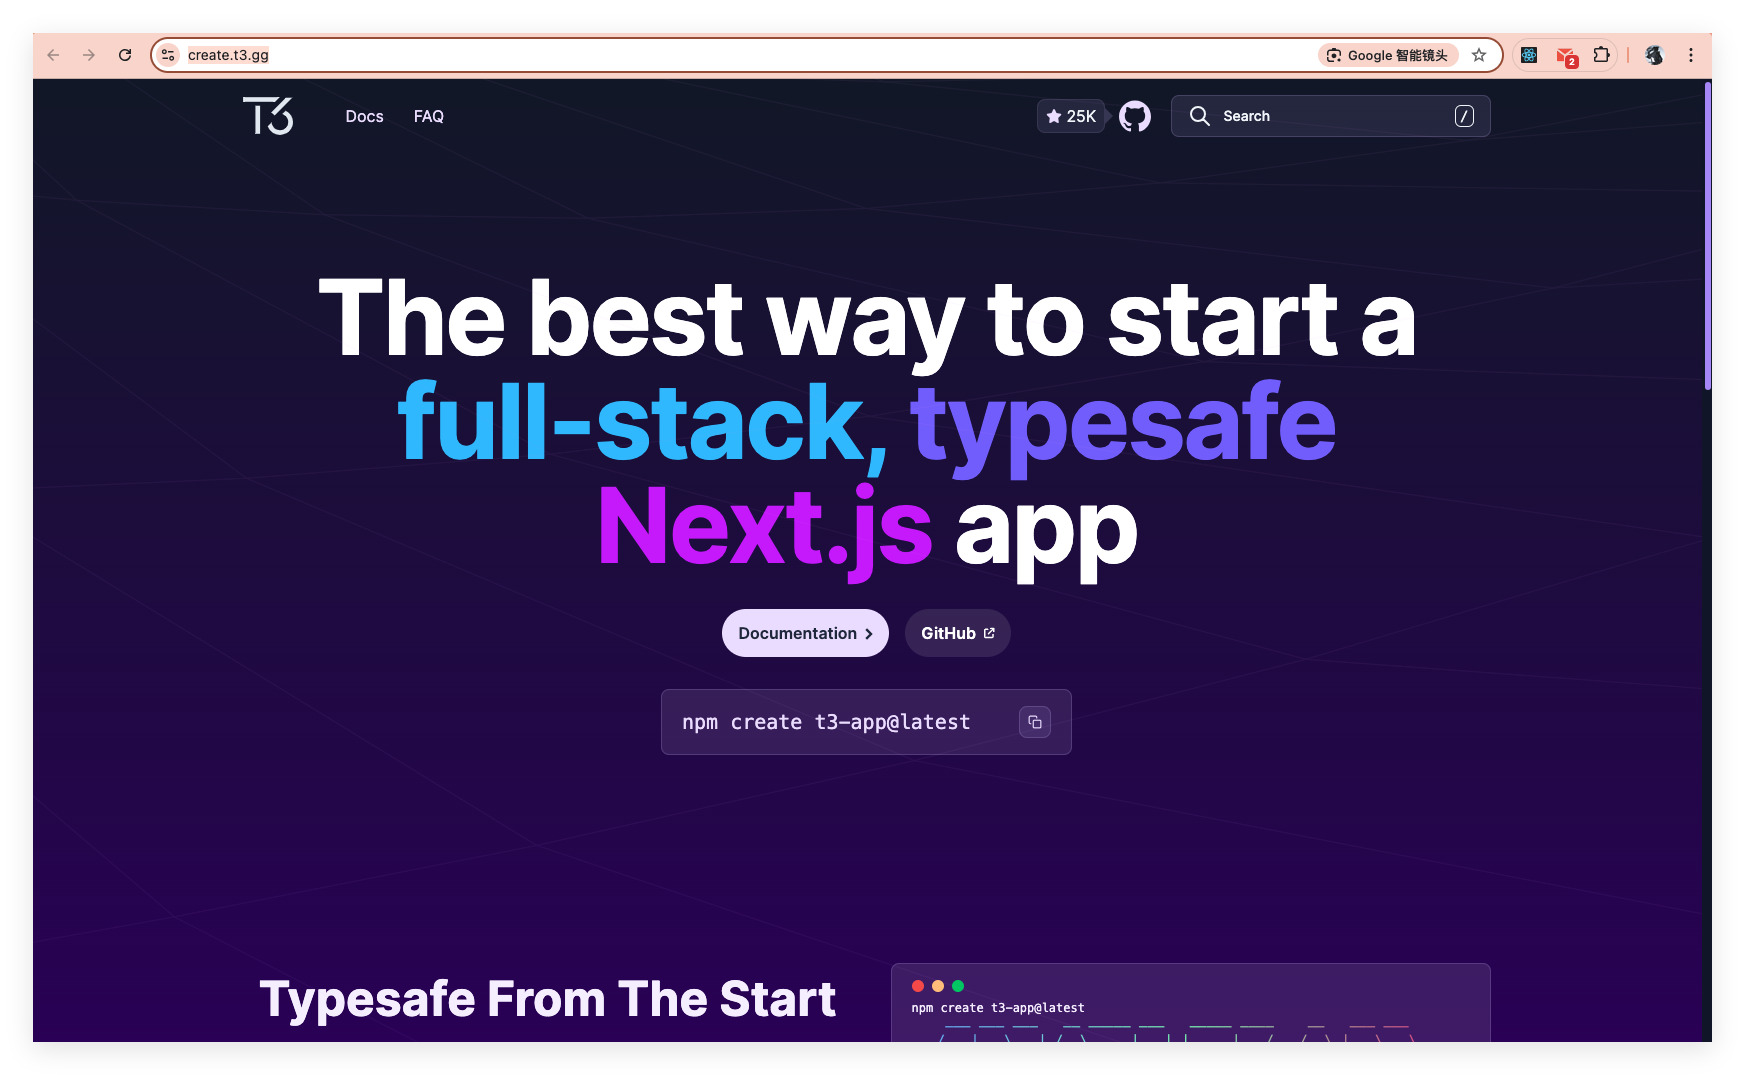 create.t3.gg
Google 智能镜头
2
T3
Docs
FAQ
25K
Search
/
The best way to start a
full-stack, typesafe
Next.js app
Documentation
GitHub
npm create t3-app@latest
Typesafe From The Start
npm create t3-app@latest